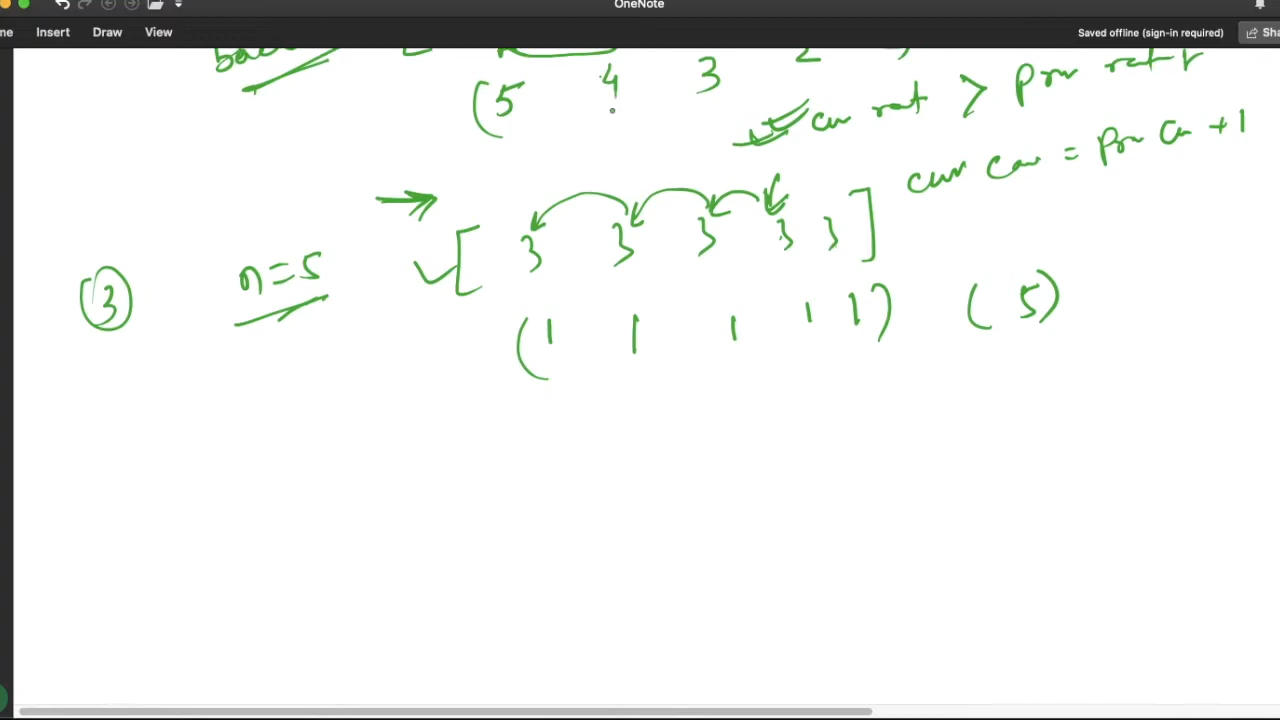 OneNote
Insert Draw View
Saved offline (sign-in required)
(5 4 3 2
cur rat > prev rat
cur can = prev can +1
[ 3 3 3 3 3 ]
③ n=5
(1 1 1 1 1) (5)